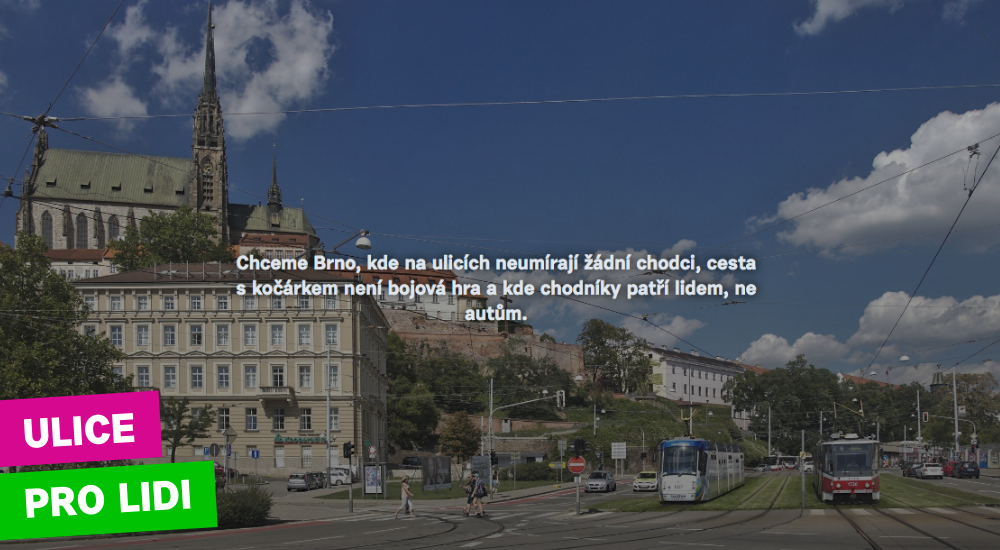 Chceme Brno, kde na ulicích neumírají žádní chodci, cesta
s kočárkem není bojová hra a kde chodníky patří lidem, ne
autům.
ULICE
PRO LIDI